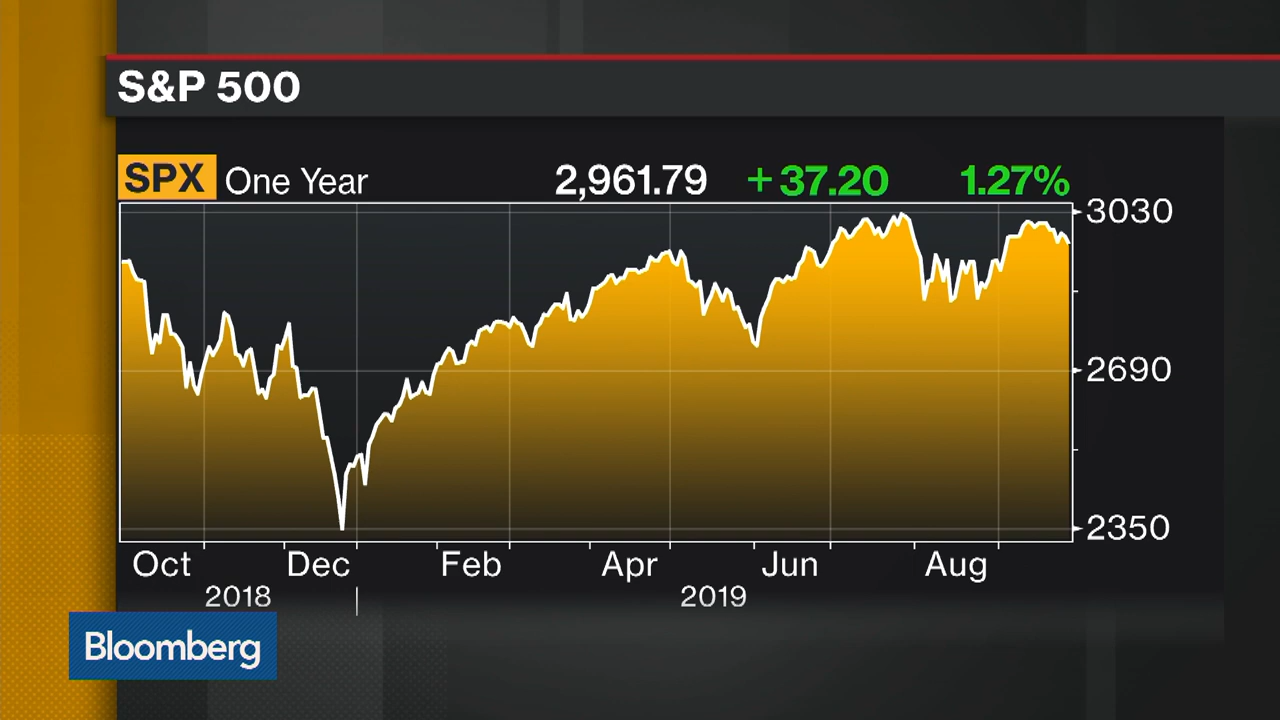 S&P 500
SPX One Year 2,961.79 +37.20 1.27%
3030
2690
2350
Oct Dec Feb Apr Jun Aug
2018 2019
Bloomberg